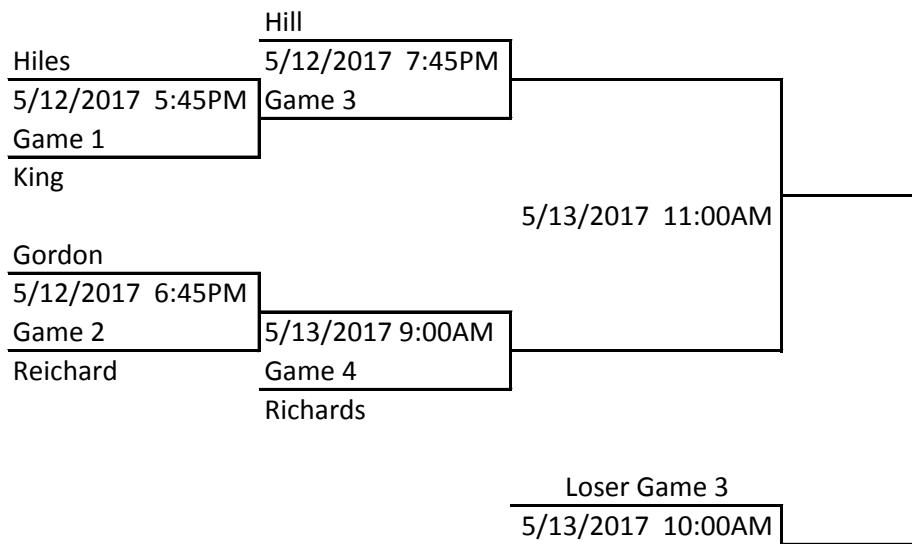 Hill
Hiles
5/12/2017 7:45PM
5/12/2017 5:45PM
Game 3
Game 1
King
5/13/2017 11:00AM
Gordon
5/12/2017 6:45PM
Game 2
5/13/2017 9:00AM
Reichard
Game 4
Richards
Loser Game 3
5/13/2017 10:00AM